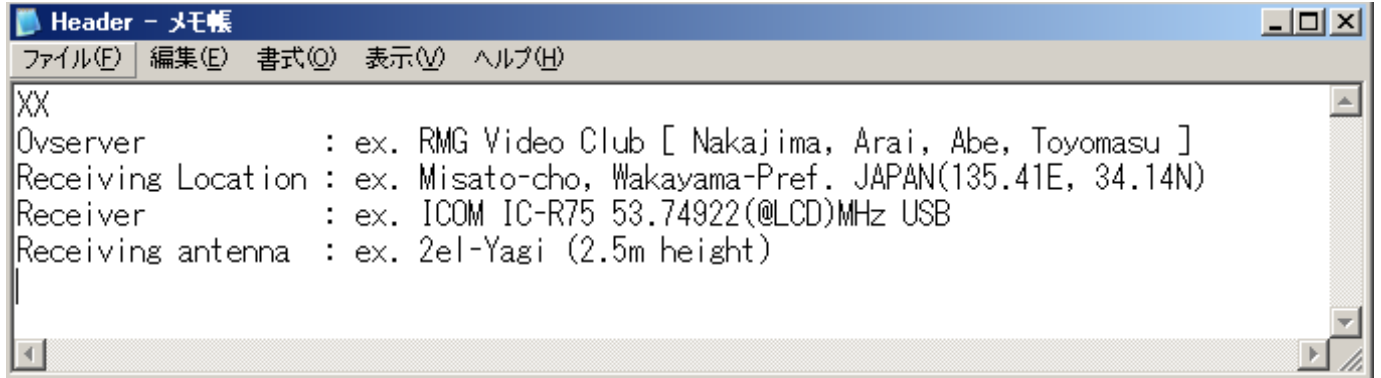 Header - メモ帳
ファイル(F) 編集(E) 書式(O) 表示(V) ヘルプ(H)
XX
Ovserver : ex. RMG Video Club [ Nakajima, Arai, Abe, Toyomasu ]
Receiving Location : ex. Misato-cho, Wakayama-Pref. JAPAN(135.41E, 34.14N)
Receiver : ex. ICOM IC-R75 53.74922(@LCD)MHz USB
Receiving antenna : ex. 2el-Yagi (2.5m height)